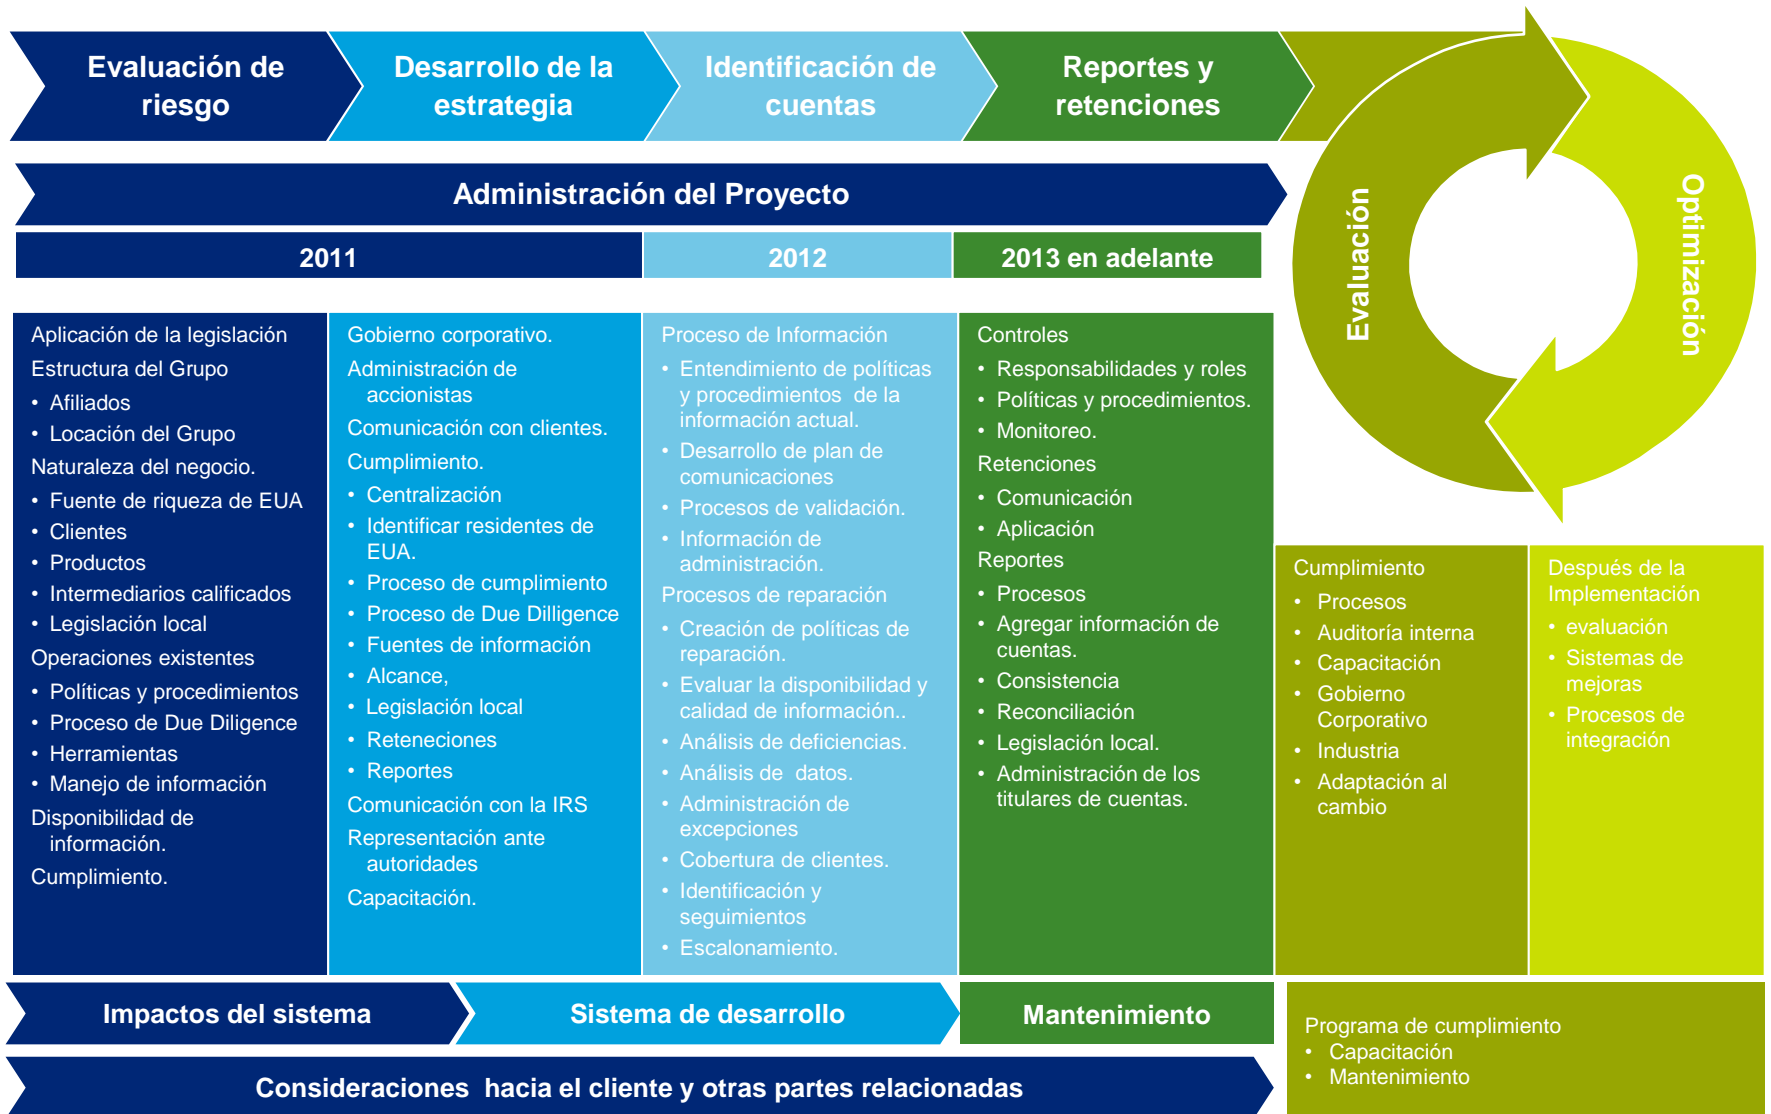 Evaluación de
riesgo
Desarrollo de la
estrategia
Identificación de
cuentas
Reportes y
retenciones
Administración del Proyecto
2011
2012
2013 en adelante
Evaluación
Optimización
Aplicación de la legislación
Estructura del Grupo
• Afiliados
• Locación del Grupo
Naturaleza del negocio.
• Fuente de riqueza de EUA
• Clientes
• Productos
• Intermediarios calificados
• Legislación local
Operaciones existentes
• Políticas y procedimientos
• Proceso de Due Diligence
• Herramientas
• Manejo de información
Disponibilidad de
información.
Cumplimiento.
Gobierno corporativo.
Administración de
accionistas
Comunicación con clientes.
Cumplimiento.
• Centralización
• Identificar residentes de
EUA.
• Proceso de cumplimiento
• Proceso de Due Dilligence
• Fuentes de información
• Alcance,
• Legislación local
• Reteneciones
• Reportes
Comunicación con la IRS
Representación ante
autoridades
Capacitación.
Proceso de Información
• Entendimiento de políticas
y procedimientos de la
información actual.
• Desarrollo de plan de
comunicaciones
• Procesos de validación.
• Información de
administración.
Procesos de reparación
• Creación de políticas de
reparación.
• Evaluar la disponibilidad y
calidad de información..
• Análisis de deficiencias.
• Análisis de datos.
• Administración de
excepciones
• Cobertura de clientes.
• Identificación y
seguimientos
• Escalonamiento.
Controles
• Responsabilidades y roles
• Políticas y procedimientos.
• Monitoreo.
Retenciones
• Comunicación
• Aplicación
Reportes
• Procesos
• Agregar información de
cuentas.
• Consistencia
• Reconciliación
• Legislación local.
• Administración de los
titulares de cuentas.
Cumplimiento
• Procesos
• Auditoría interna
• Capacitación
• Gobierno
Corporativo
• Industria
• Adaptación al
cambio
Después de la
Implementación
• evaluación
• Sistemas de
mejoras
• Procesos de
integración
Impactos del sistema
Sistema de desarrollo
Mantenimiento
Programa de cumplimiento
• Capacitación
• Mantenimiento
Consideraciones hacia el cliente y otras partes relacionadas